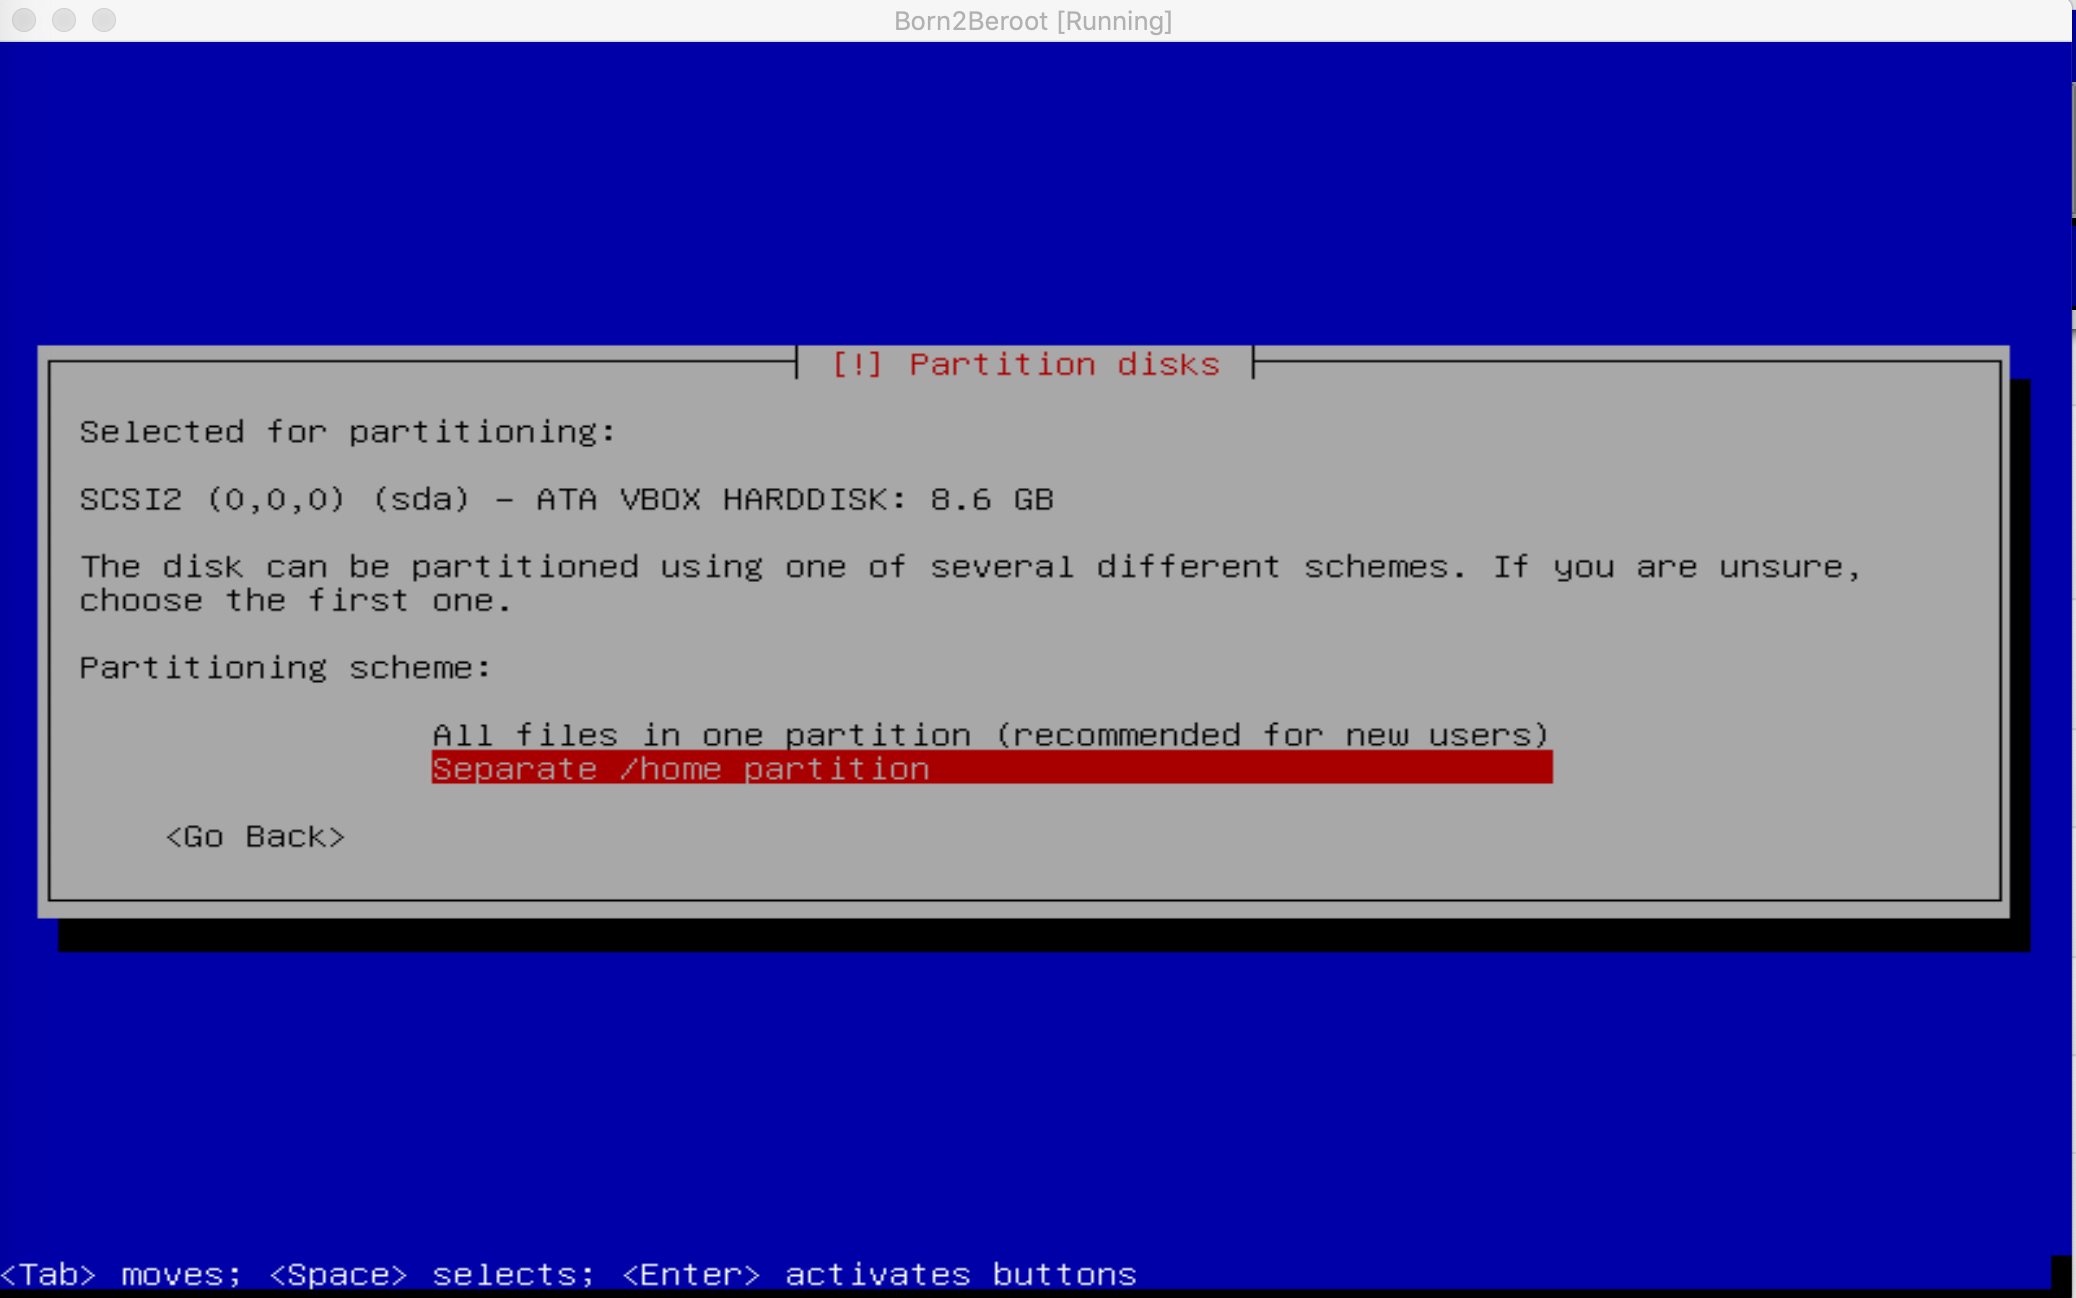 Born2Beroot [Running]
[!] Partition disks
Selected for partitioning:
SCSI2 (0,0,0) (sda) - ATA VBOX HARDDISK: 8.6 GB
The disk can be partitioned using one of several different schemes. If you are unsure,
choose the first one.
Partitioning scheme:
All files in one partition (recommended for new users)
Separate /home partition
<Go Back>
<Tab> moves; <Space> selects; <Enter> activates buttons